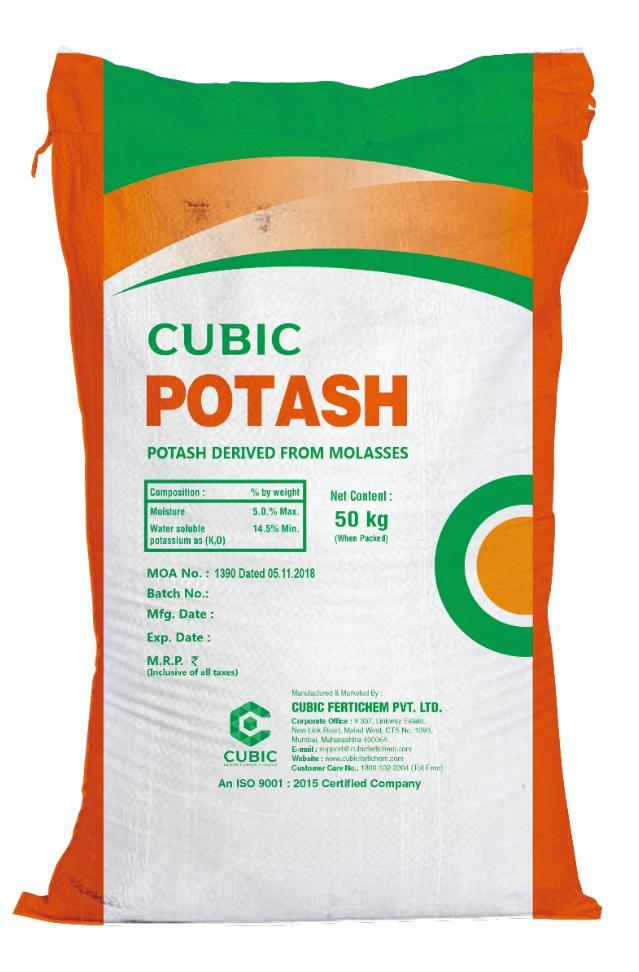 CUBIC
POTASH
POTASH DERIVED FROM MOLASSES
Composition : % by weight
Moisture 5.0.% Max.
Water soluble 14.5% Min.
potassium as (K,O)
Net Content :
50 kg
(When Packed)
MOA No. : 1390 Dated 05.11.2018
Batch No.:
Mfg. Date :
Exp. Date :
M.R.P. ₹
(Inclusive of all taxes)
Manufactured & Marketed By :
CUBIC FERTICHEM PVT. LTD.
Corporate Office : # 307, Linkway Estate,
New Link Road, Malad West, CTS No. 1093,
Mumbai, Maharashtra 400064
E-mail : support@cubicfertichem.com
Website : www.cubicfertichem.com
Customer Care No.: 1800-102-2304 (Toll Free)
CUBIC
An ISO 9001 : 2015 Certified Company